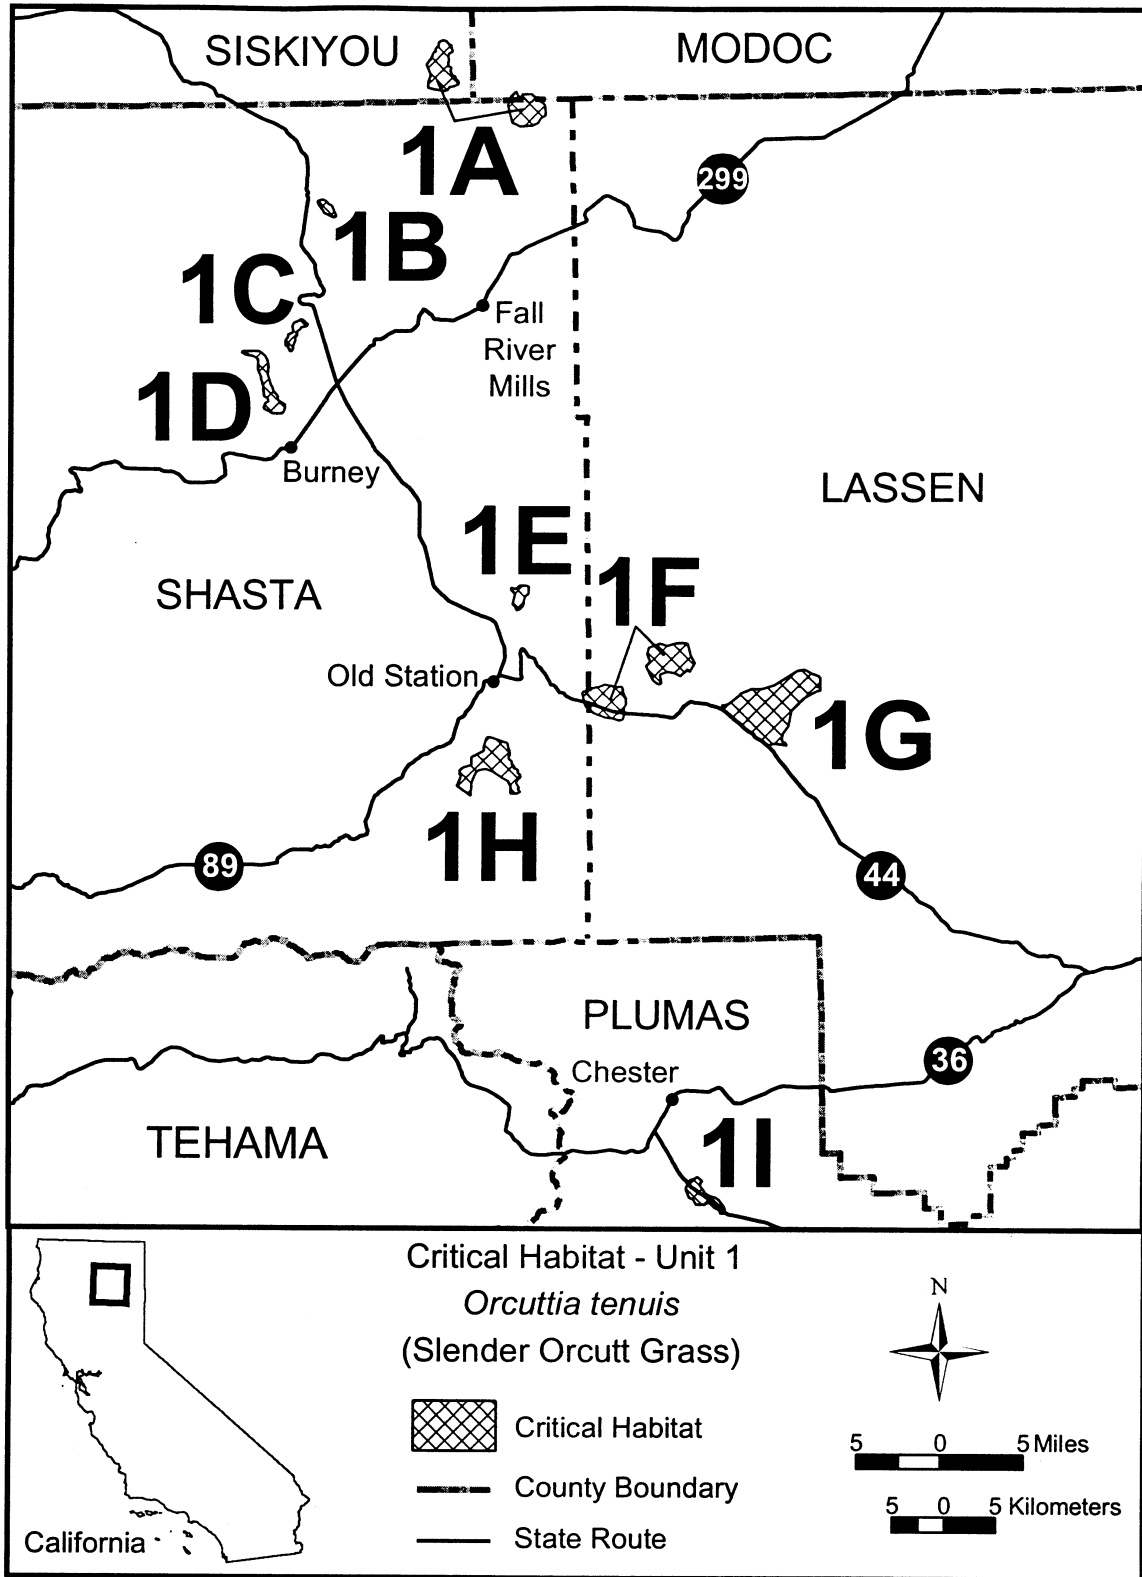 SISKIYOU
MODOC
1A
299
1B
1C
Fall
River
Mills
1D
Burney
LASSEN
1E
1F
SHASTA
Old Station
1G
1H
89
44
PLUMAS
36
Chester
1I
TEHAMA
Critical Habitat - Unit 1
Orcuttia tenuis
(Slender Orcutt Grass)
Critical Habitat
County Boundary
State Route
California
N
5 0 5 Miles
5 0 5 Kilometers